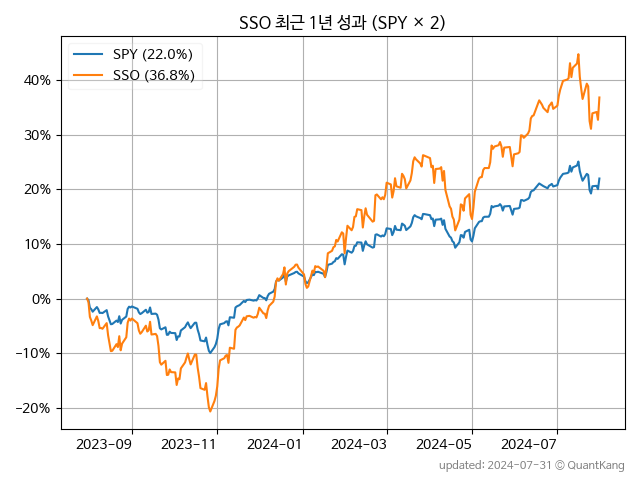 SSO 최근 1년 성과 (SPY × 2)
SPY (22.0%)
SSO (36.8%)
40%
30%
20%
10%
0%
−10%
−20%
2023-09 2023-11 2024-01 2024-03 2024-05 2024-07
updated: 2024-07-31 © QuantKang